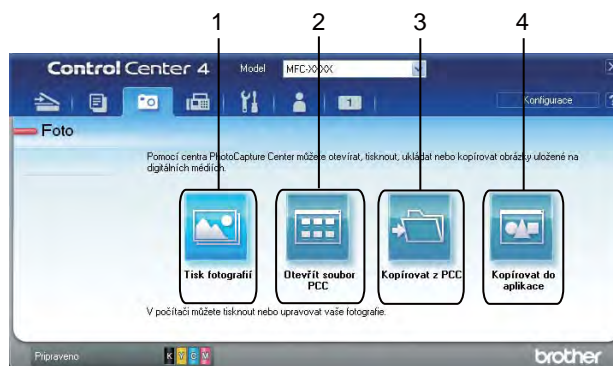 1 2 3 4
ControlCenter 4 Model MFC-XXXX X
1 Konfigurace ?
Foto
Pomocí centra PhotoCapture Center můžete otevírat, tisknout, ukládat nebo kopírovat obrázky uložené na
digitálních médiích.
Tisk fotografií Otevřít soubor Kopírovat z PCC Kopírovat do
PCC aplikace
V počítači můžete tisknout nebo upravovat vaše fotografie.
Připraveno K Y C M brother